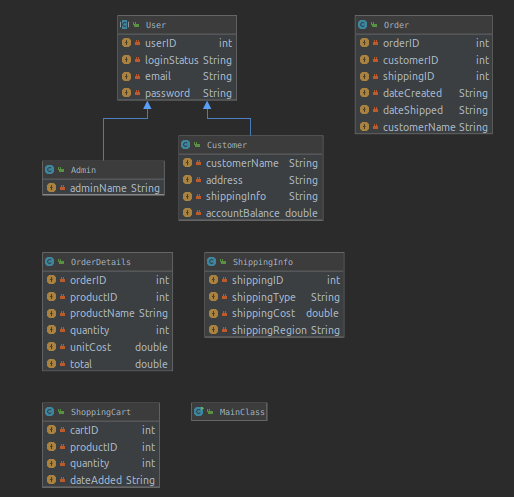 User
userID int
loginStatus String
email String
password String
Order
orderID int
customerID int
shippingID int
dateCreated String
dateShipped String
customerName String
Admin
adminName String
Customer
customerName String
address String
shippingInfo String
accountBalance double
OrderDetails
orderID int
productID int
productName String
quantity int
unitCost double
total double
ShippingInfo
shippingID int
shippingType String
shippingCost double
shippingRegion String
ShoppingCart
cartID int
productID int
quantity int
dateAdded String
MainClass